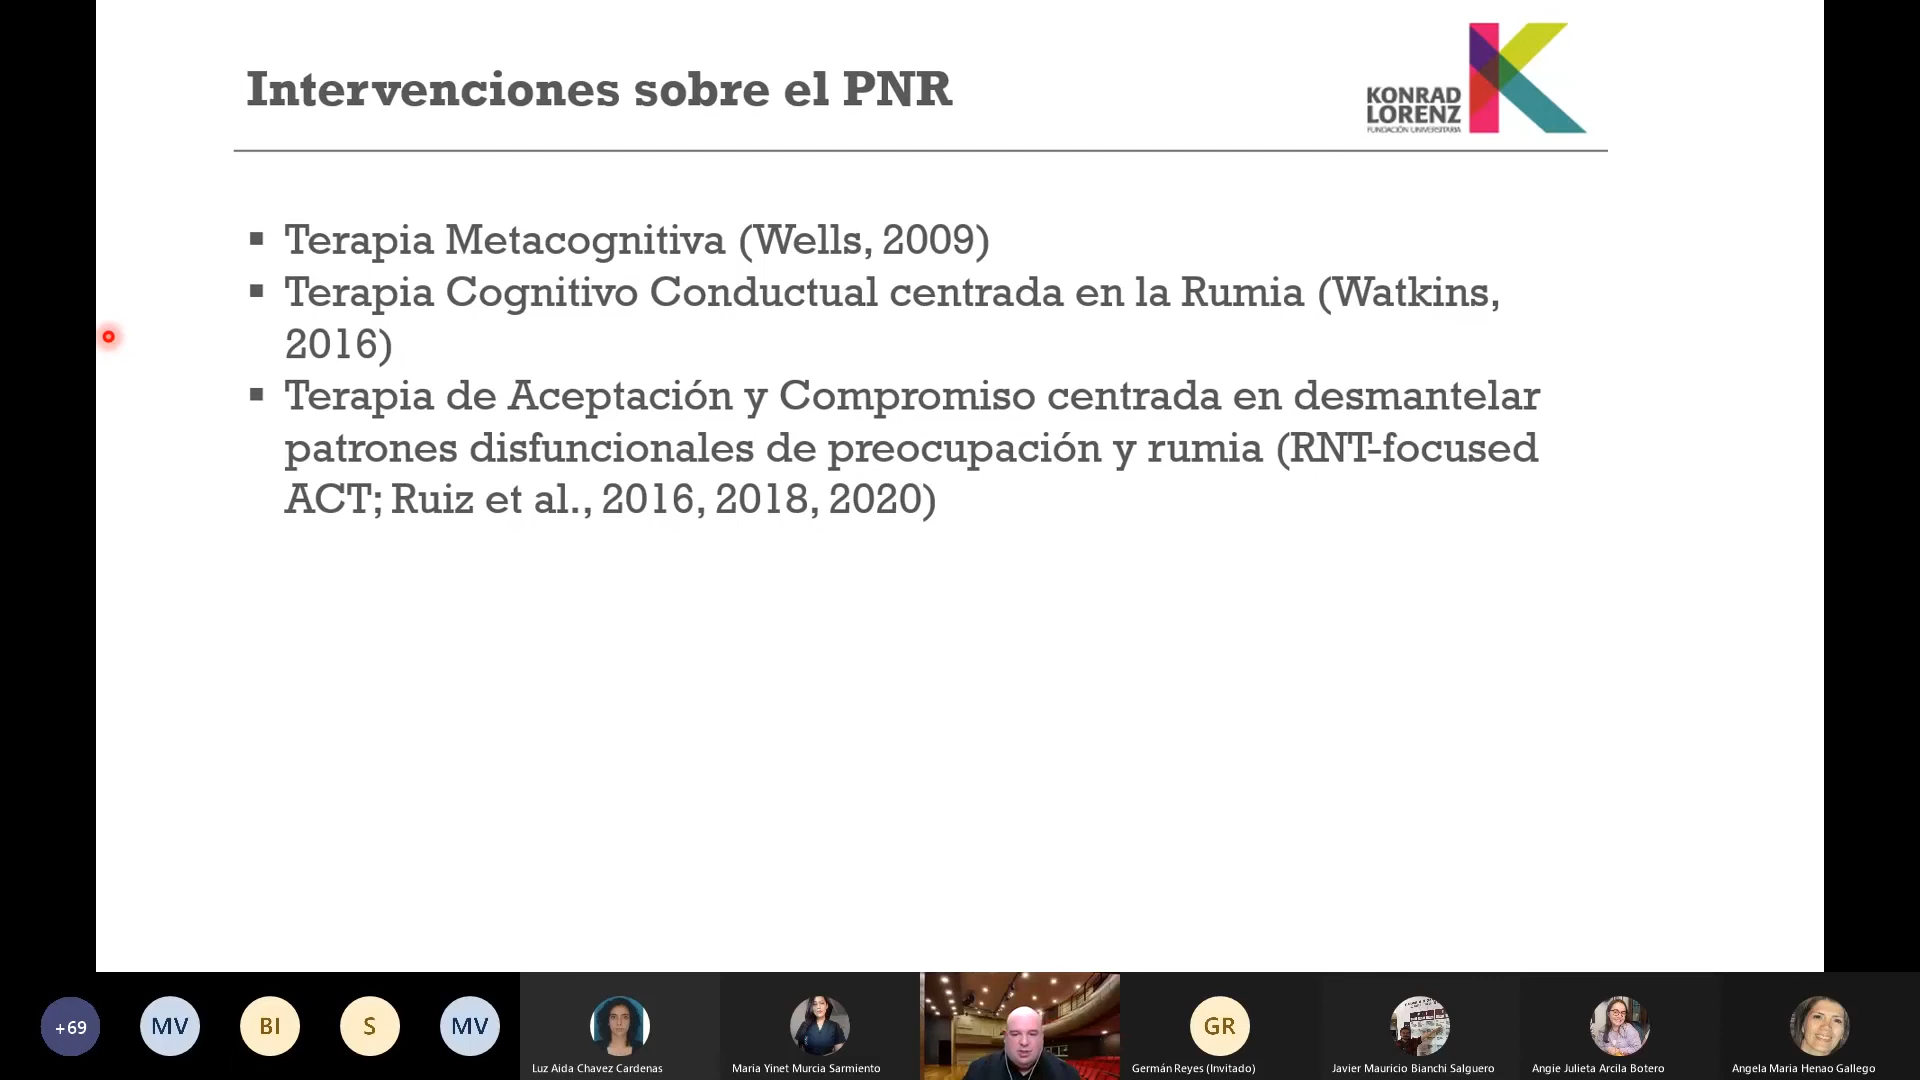 Intervenciones sobre el PNR
KONRAD
LORENZ
FUNDACIÓN UNIVERSITARIA
▪ Terapia Metacognitiva (Wells, 2009)
▪ Terapia Cognitivo Conductual centrada en la Rumia (Watkins,
2016)
▪ Terapia de Aceptación y Compromiso centrada en desmantelar
patrones disfuncionales de preocupación y rumia (RNT-focused
ACT; Ruiz et al., 2016, 2018, 2020)
+69
MV
BI
S
MV
GR
Luz Aida Chavez Cardenas
Maria Yinet Murcia Sarmiento
Germán Reyes (Invitado)
Javier Mauricio Bianchi Salguero
Angie Julieta Arcila Botero
Angela Maria Henao Gallego